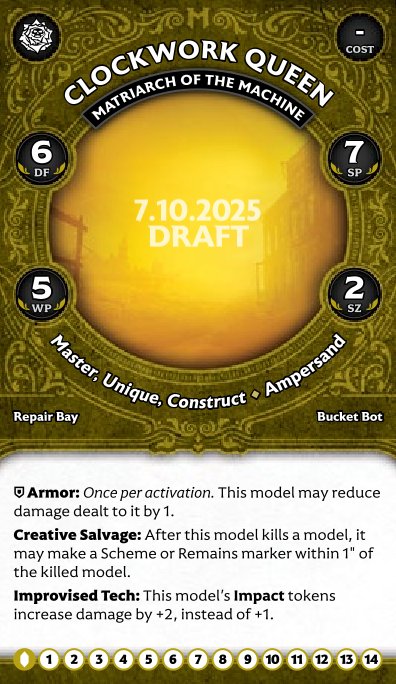 -
COST
CLOCKWORK QUEEN
MATRIARCH OF THE MACHINE
6
DF
7
SP
7.10.2025
DRAFT
5
WP
2
SZ
Master, Unique, Construct ⬥ Ampersand
Repair Bay
Bucket Bot
Armor: Once per activation. This model may reduce
damage dealt to it by 1.
Creative Salvage: After this model kills a model, it
may make a Scheme or Remains marker within 1" of
the killed model.
Improvised Tech: This model's Impact tokens
increase damage by +2, instead of +1.
1 2 3 4 5 6 7 8 9 10 11 12 13 14